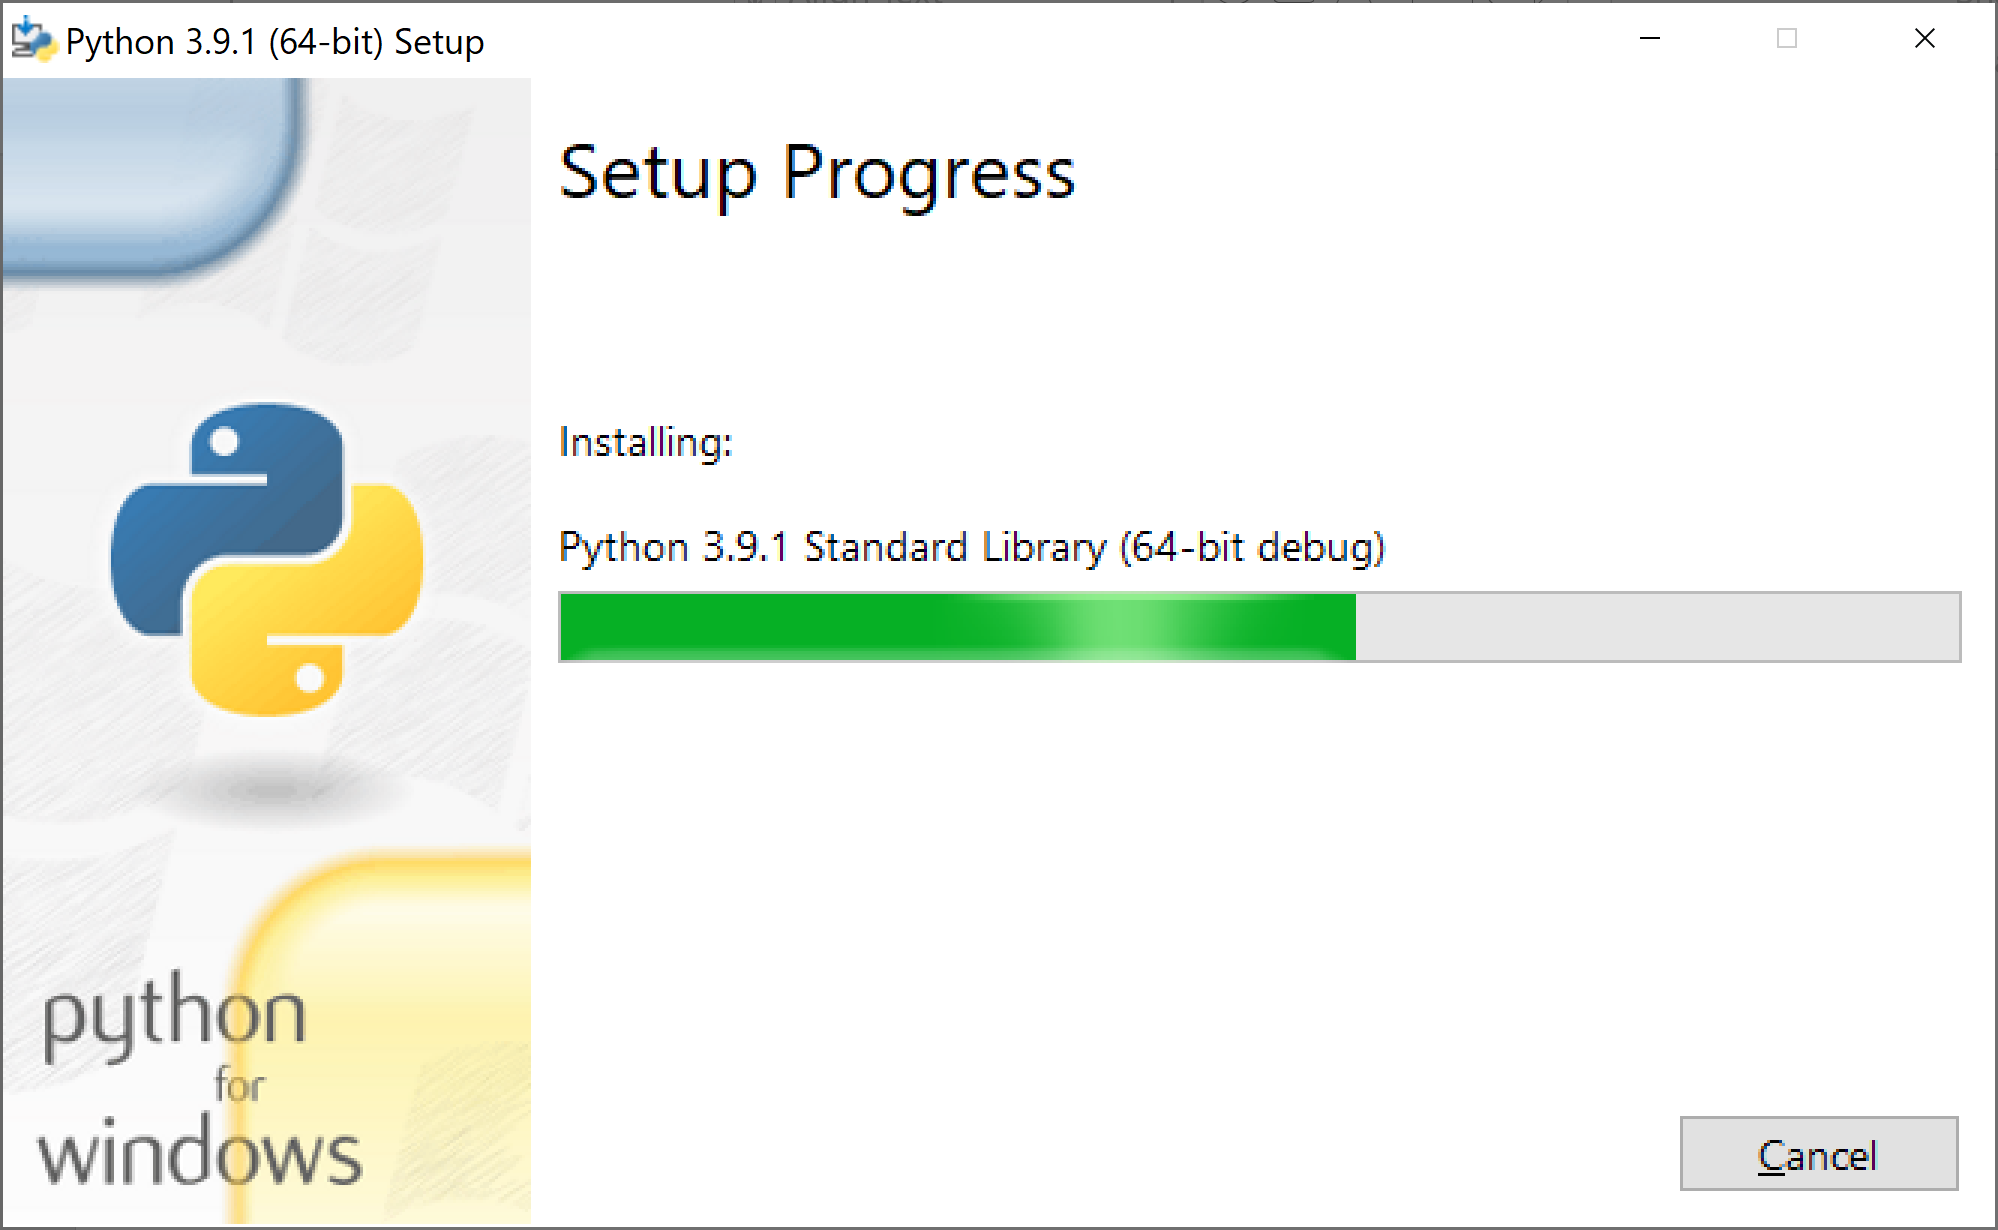 Python 3.9.1 (64-bit) Setup
Setup Progress
Installing:
Python 3.9.1 Standard Library (64-bit debug)
python
for
windows
Cancel